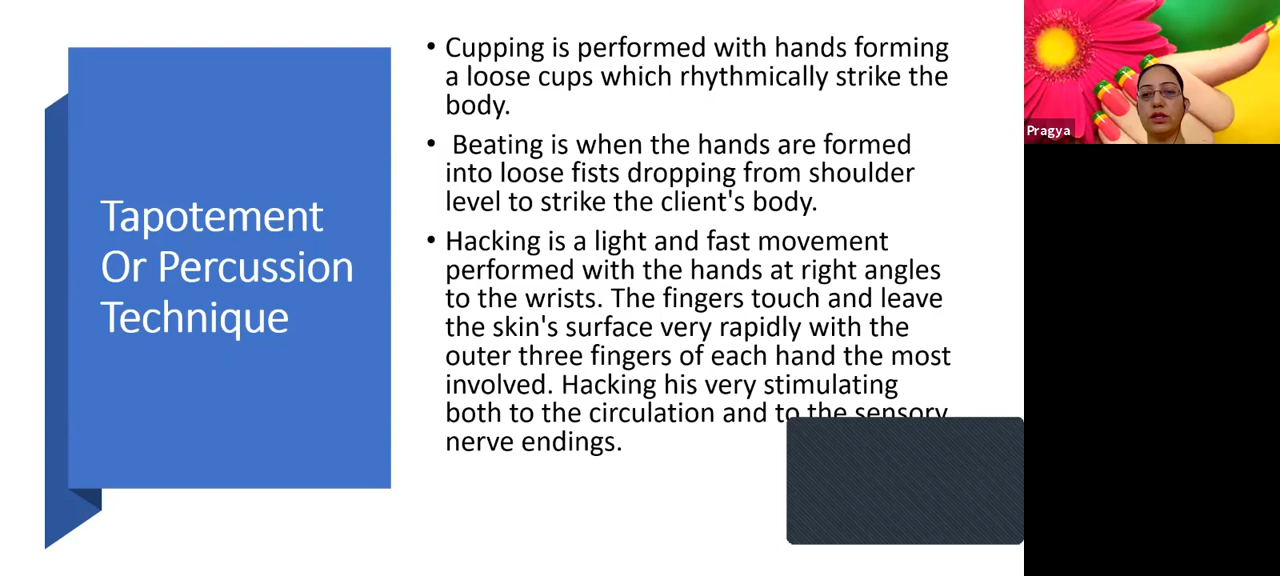 Tapotement
Or Percussion
Technique
• Cupping is performed with hands forming
a loose cups which rhythmically strike the
body.
• Beating is when the hands are formed
into loose fists dropping from shoulder
level to strike the client's body.
• Hacking is a light and fast movement
performed with the hands at right angles
to the wrists. The fingers touch and leave
the skin's surface very rapidly with the
outer three fingers of each hand the most
involved. Hacking his very stimulating
both to the circulation and to the sensory
nerve endings.
Pragya